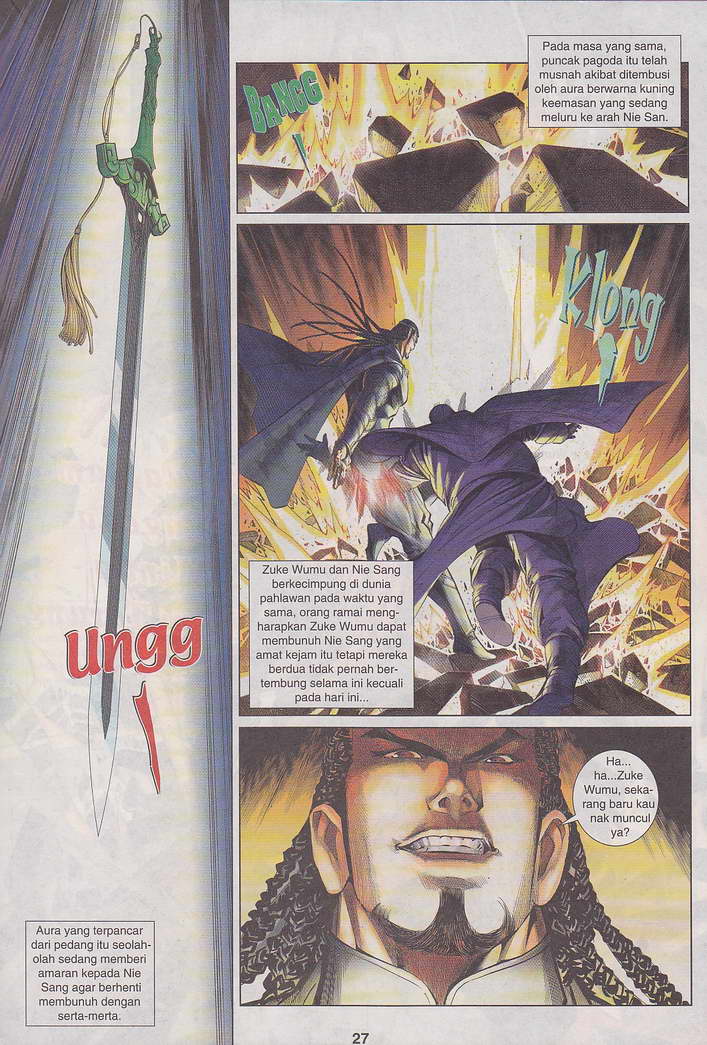 Pada masa yang sama,
puncak pagoda itu telah
musnah akibat ditembusi
oleh aura berwarna kuning
keemasan yang sedang
meluru ke arah Nie San.
BANGG
!
Klong
!
Zuke Wumu dan Nie Sang
berkecimpung di dunia
pahlawan pada waktu yang
sama, orang ramai meng-
harapkan Zuke Wumu dapat
membunuh Nie Sang yang
amat kejam itu tetapi mereka
berdua tidak pernah ber-
tembung selama ini kecuali
pada hari ini...
ungg
!
Aura yang terpancar
dari pedang itu seolah-
olah sedang memberi
amaran kepada Nie
Sang agar berhenti
membunuh dengan
serta-merta.
Ha...
ha...Zuke
Wumu, seka-
rang baru kau
nak muncul
ya?
27